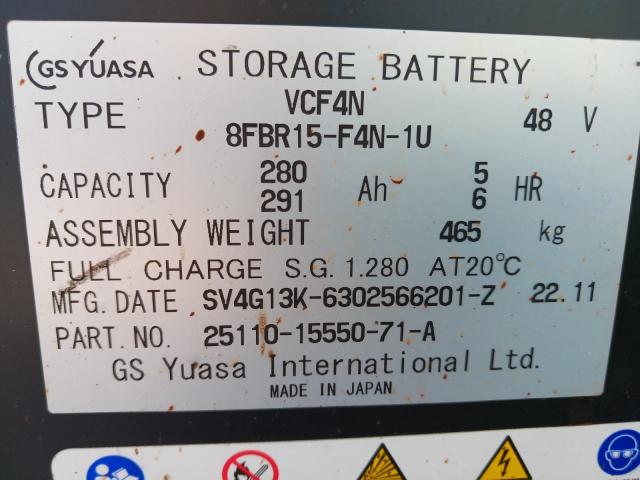 GS YUASA STORAGE BATTERY
TYPE VCF4N 48 V
8FBR15-F4N-1U
CAPACITY 280 Ah 5 HR
291 6
ASSEMBLY WEIGHT 465 kg
FULL CHARGE S.G. 1.280 AT20°C
MFG. DATE SV4G13K-6302566201-Z 22.11
PART. NO. 25110-15550-71-A
GS Yuasa International Ltd.
MADE IN JAPAN